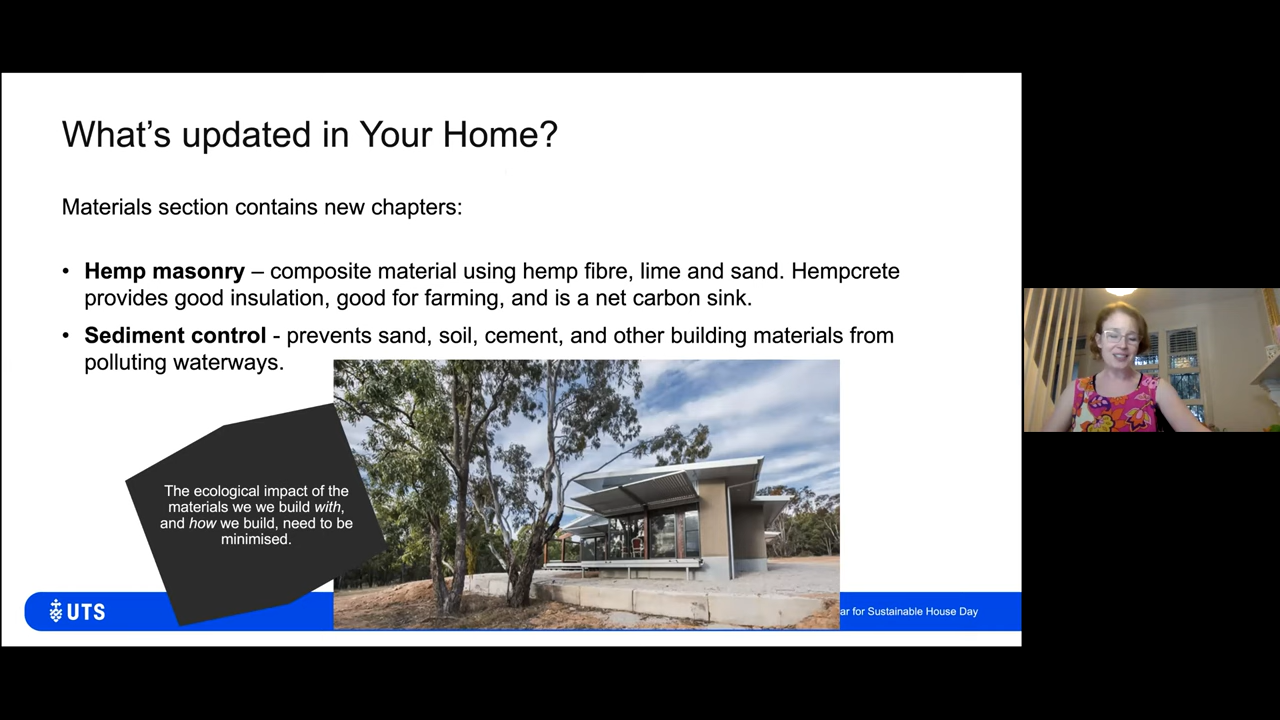 What's updated in Your Home?
Materials section contains new chapters:
• Hemp masonry – composite material using hemp fibre, lime and sand. Hempcrete
provides good insulation, good for farming, and is a net carbon sink.
• Sediment control - prevents sand, soil, cement, and other building materials from
polluting waterways.
The ecological impact of the
materials we we build with,
and how we build, need to be
minimised.
UTS
for Sustainable House Day